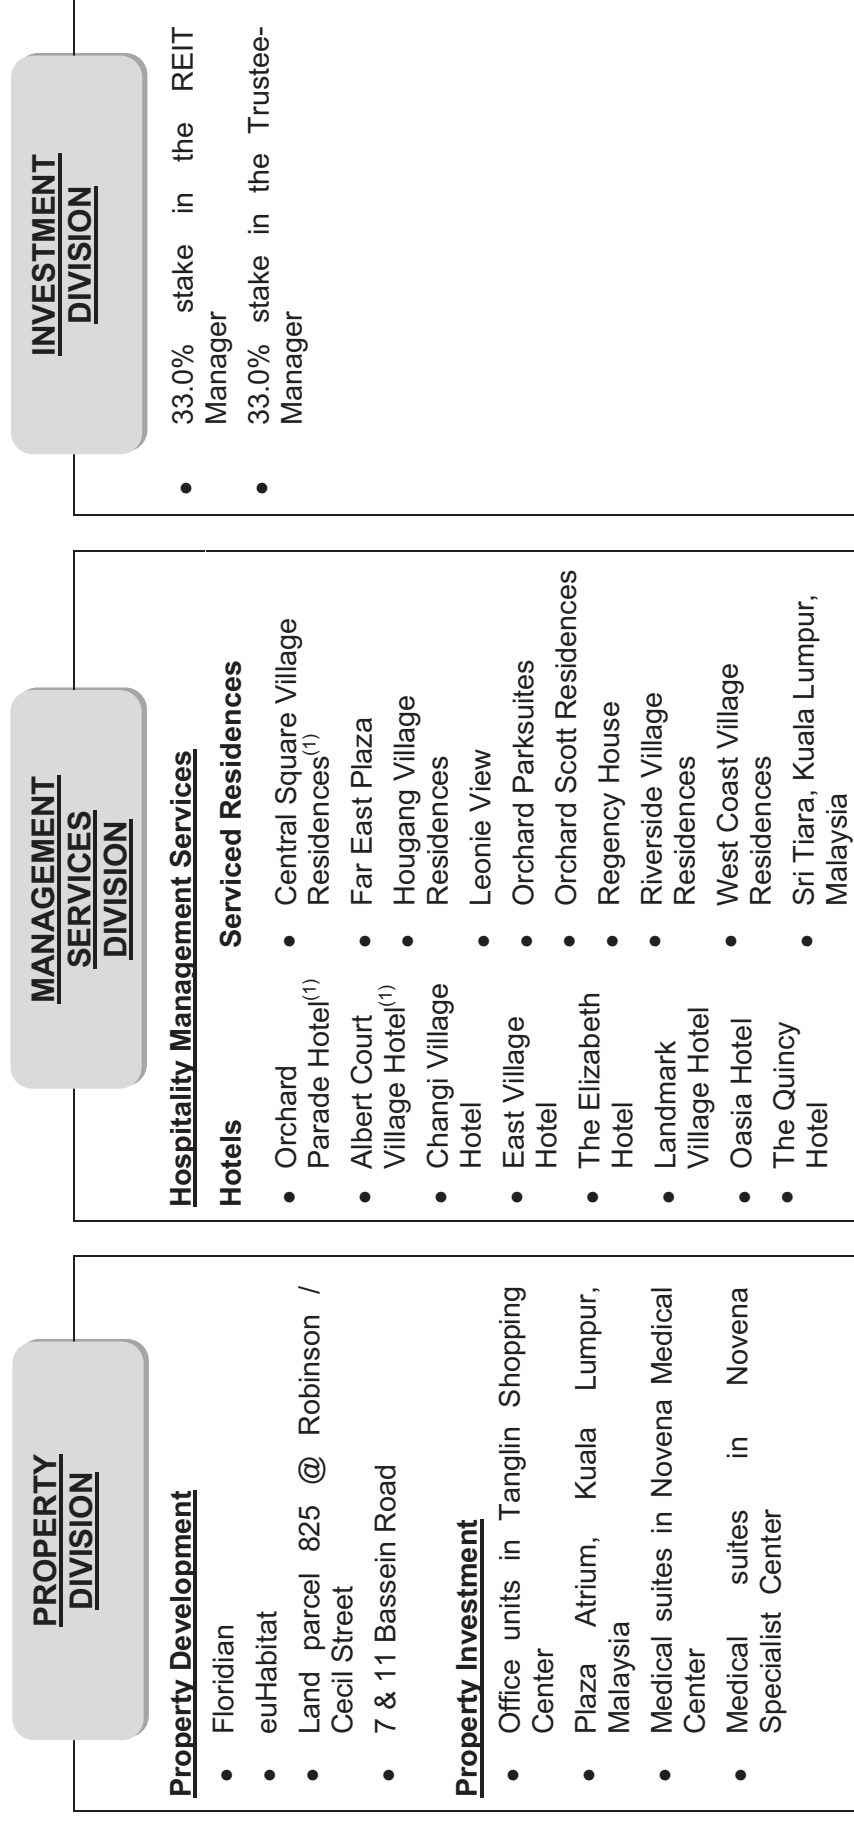 PROPERTY
DIVISION
Property Development
• Floridian
• euHabitat
• Land parcel 825 @ Robinson /
Cecil Street
• 7 & 11 Bassein Road
Property Investment
• Office units in Tanglin Shopping
Center
• Plaza Atrium, Kuala Lumpur,
Malaysia
• Medical suites in Novena Medical
Center
• Medical suites in Novena
Specialist Center
MANAGEMENT
SERVICES
DIVISION
Hospitality Management Services
Hotels
• Orchard
Parade Hotel(1)
• Albert Court
Village Hotel(1)
• Changi Village
Hotel
• East Village
Hotel
• The Elizabeth
Hotel
• Landmark
Village Hotel
• Oasia Hotel
• The Quincy
Hotel
Serviced Residences
• Central Square Village
Residences(1)
• Far East Plaza
• Hougang Village
Residences
• Leonie View
• Orchard Parksuites
• Orchard Scott Residences
• Regency House
• Riverside Village
Residences
• West Coast Village
Residences
• Sri Tiara, Kuala Lumpur,
Malaysia
INVESTMENT
DIVISION
• 33.0% stake in the REIT
Manager
• 33.0% stake in the Trustee-
Manager